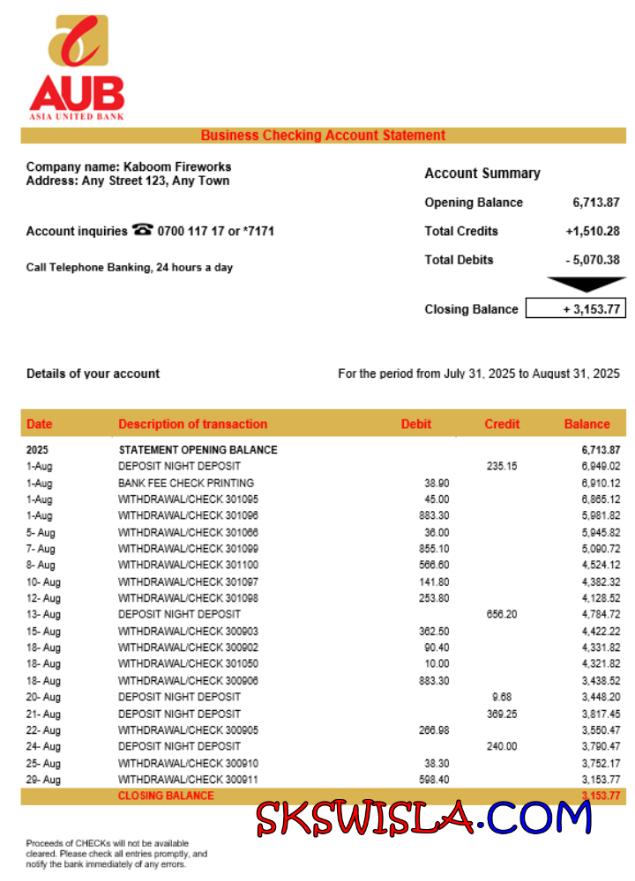 AUB
ASIA UNITED BANK
Business Checking Account Statement
Company name: Kaboom Fireworks
Address: Any Street 123, Any Town
Account inquiries ☎ 0700 117 17 or *7171
Call Telephone Banking, 24 hours a day
Account Summary
Opening Balance 6,713.87
Total Credits +1,510.28
Total Debits - 5,070.38
Closing Balance + 3,153.77
Details of your account For the period from July 31, 2025 to August 31, 2025
Date Description of transaction Debit Credit Balance
2025 STATEMENT OPENING BALANCE 6,713.87
1-Aug DEPOSIT NIGHT DEPOSIT 235.15 6,949.02
1-Aug BANK FEE CHECK PRINTING 38.90 6,910.12
1-Aug WITHDRAWAL/CHECK 301095 45.00 6,865.12
1-Aug WITHDRAWAL/CHECK 301096 883.30 5,981.82
5- Aug WITHDRAWAL/CHECK 301066 36.00 5,945.82
7- Aug WITHDRAWAL/CHECK 301099 855.10 5,090.72
8- Aug WITHDRAWAL/CHECK 301100 566.60 4,524.12
10- Aug WITHDRAWAL/CHECK 301097 141.80 4,382.32
12- Aug WITHDRAWAL/CHECK 301098 253.80 4,128.52
13- Aug DEPOSIT NIGHT DEPOSIT 656.20 4,784.72
15- Aug WITHDRAWAL/CHECK 300903 362.50 4,422.22
18- Aug WITHDRAWAL/CHECK 300902 90.40 4,331.82
18- Aug WITHDRAWAL/CHECK 301050 10.00 4,321.82
18- Aug WITHDRAWAL/CHECK 300906 883.30 3,438.52
20- Aug DEPOSIT NIGHT DEPOSIT 9.68 3,448.20
21- Aug DEPOSIT NIGHT DEPOSIT 369.25 3,817.45
22- Aug WITHDRAWAL/CHECK 300905 266.98 3,550.47
24- Aug DEPOSIT NIGHT DEPOSIT 240.00 3,790.47
25- Aug WITHDRAWAL/CHECK 300910 38.30 3,752.17
29- Aug WITHDRAWAL/CHECK 300911 598.40 3,153.77
CLOSING BALANCE 3,153.77
SKSWISLA.COM
Proceeds of CHECKs will not be available
cleared. Please check all entries promptly, and
notify the bank immediately of any errors.